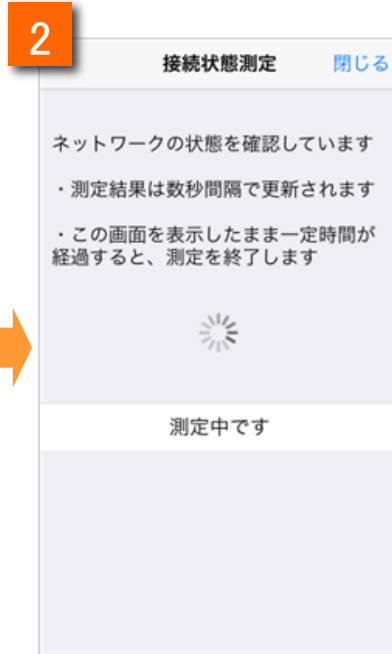 2
接続状態測定 閉じる
ネットワークの状態を確認しています
・測定結果は数秒間隔で更新されます
・この画面を表示したまま一定時間が
経過すると、測定を終了します
測定中です